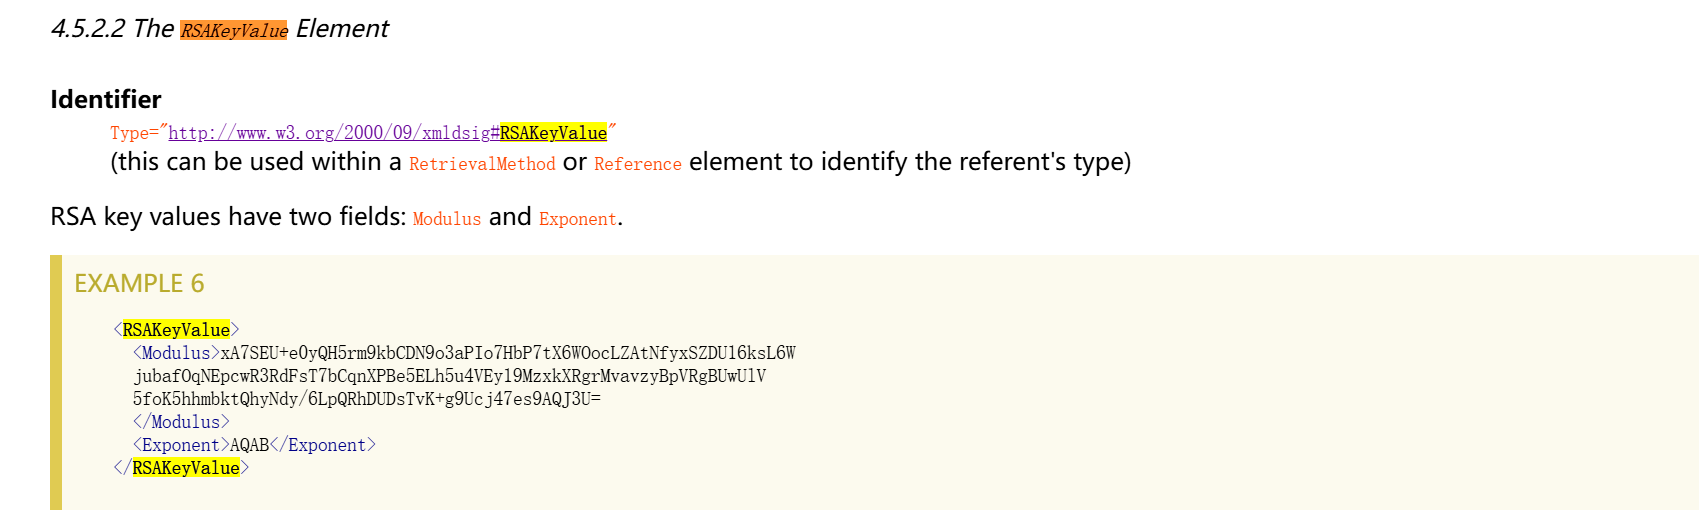 4.5.2.2 The RSAKeyValue Element
Identifier
Type="http://www.w3.org/2000/09/xmldsig#RSAKeyValue"
(this can be used within a RetrievalMethod or Reference element to identify the referent's type)
RSA key values have two fields: Modulus and Exponent.
EXAMPLE 6
<RSAKeyValue>
<Modulus>xA7SEU+e0yQH5rm9kbCDN9o3aPIo7HbP7tX6WOocLZAtNfyxSZDU16ksL6W
jubafOqNEpcwR3RdFsT7bCqnXPBe5ELh5u4VEy19MzxkXRgrMvavzyBpVRgBUwUlV
5foK5hhmbktQhyNdy/6LpQRhDUDsTvK+g9Ucj47es9AQJ3U=
</Modulus>
<Exponent>AQAB</Exponent>
</RSAKeyValue>